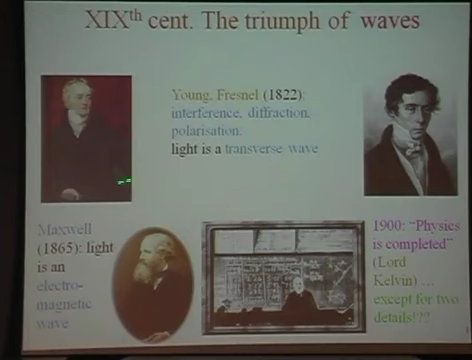 XIXth cent. The triumph of waves
Young, Fresnel (1822):
interference, diffraction,
polarisation:
light is a transverse wave
Maxwell
(1865): light
is an
electro-
magnetic
wave
1900: “Physics
is completed”
(Lord
Kelvin) ...
except for two
details!??